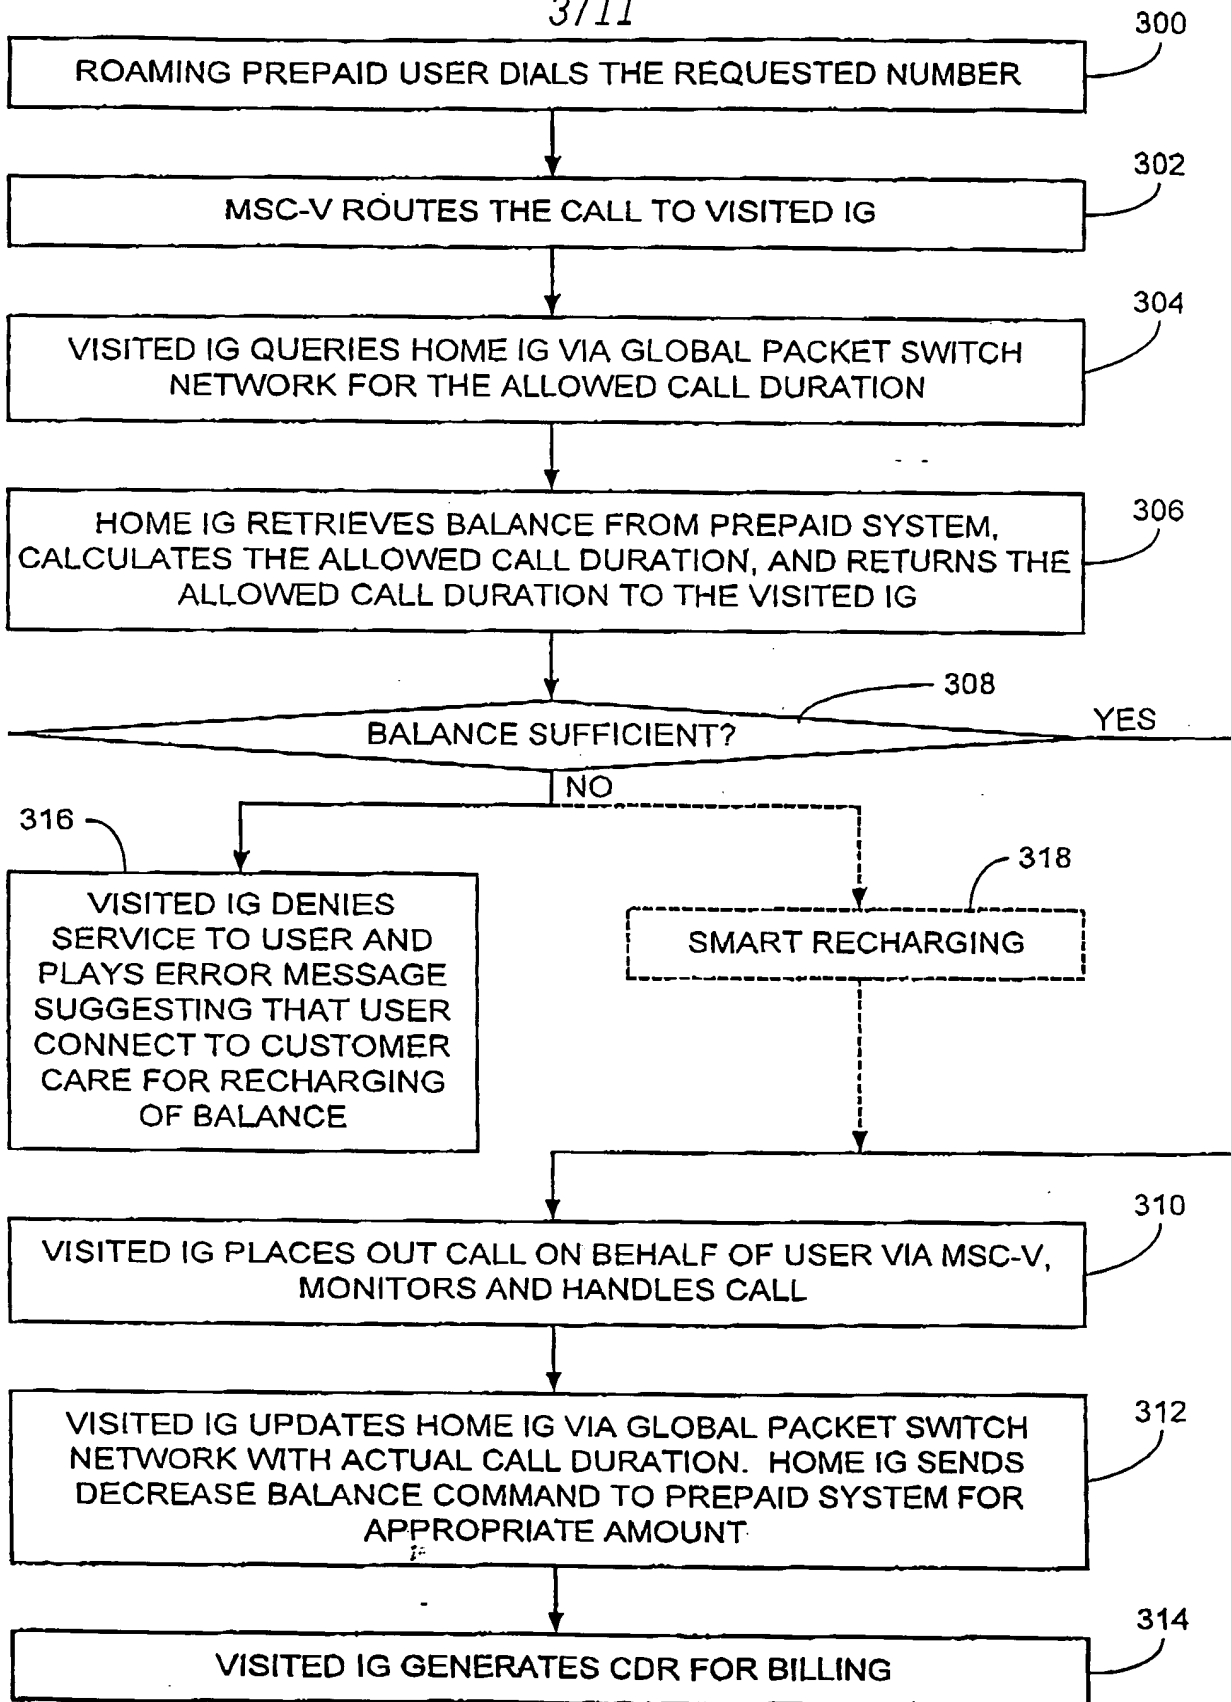 3/11
300
ROAMING PREPAID USER DIALS THE REQUESTED NUMBER
302
MSC-V ROUTES THE CALL TO VISITED IG
304
VISITED IG QUERIES HOME IG VIA GLOBAL PACKET SWITCH
NETWORK FOR THE ALLOWED CALL DURATION
306
HOME IG RETRIEVES BALANCE FROM PREPAID SYSTEM,
CALCULATES THE ALLOWED CALL DURATION, AND RETURNS THE
ALLOWED CALL DURATION TO THE VISITED IG
308
BALANCE SUFFICIENT?
YES
NO
316
VISITED IG DENIES
SERVICE TO USER AND
PLAYS ERROR MESSAGE
SUGGESTING THAT USER
CONNECT TO CUSTOMER
CARE FOR RECHARGING
OF BALANCE
318
SMART RECHARGING
310
VISITED IG PLACES OUT CALL ON BEHALF OF USER VIA MSC-V,
MONITORS AND HANDLES CALL
312
VISITED IG UPDATES HOME IG VIA GLOBAL PACKET SWITCH
NETWORK WITH ACTUAL CALL DURATION. HOME IG SENDS
DECREASE BALANCE COMMAND TO PREPAID SYSTEM FOR
APPROPRIATE AMOUNT
314
VISITED IG GENERATES CDR FOR BILLING